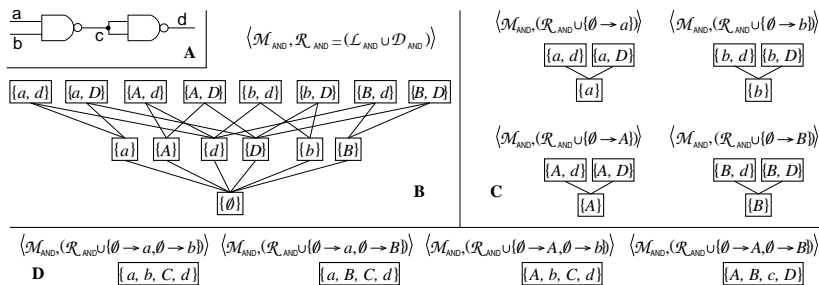 a
b
c
d
A
⟨ℳ_AND, ℛ_AND = (ℒ_AND ∪ 𝒟_AND)⟩
{a, d} {a, D} {A, d} {A, D} {b, d} {b, D} {B, d} {B, D}
{a} {A} {d} {D} {b} {B}
{∅}
B
⟨ℳ_AND, (ℛ_AND ∪ {∅ → a})⟩ ⟨ℳ_AND, (ℛ_AND ∪ {∅ → b})⟩
{a, d} {a, D} {b, d} {b, D}
{a} {b}
⟨ℳ_AND, (ℛ_AND ∪ {∅ → A})⟩ ⟨ℳ_AND, (ℛ_AND ∪ {∅ → B})⟩
{A, d} {A, D} {B, d} {B, D}
{A} {B}
C
⟨ℳ_AND, (ℛ_AND ∪ {∅ → a, ∅ → b})⟩ ⟨ℳ_AND, (ℛ_AND ∪ {∅ → a, ∅ → B})⟩ ⟨ℳ_AND, (ℛ_AND ∪ {∅ → A, ∅ → b})⟩ ⟨ℳ_AND, (ℛ_AND ∪ {∅ → A, ∅ → B})⟩
D {a, b, C, d} {a, B, C, d} {A, b, C, d} {A, B, c, D}